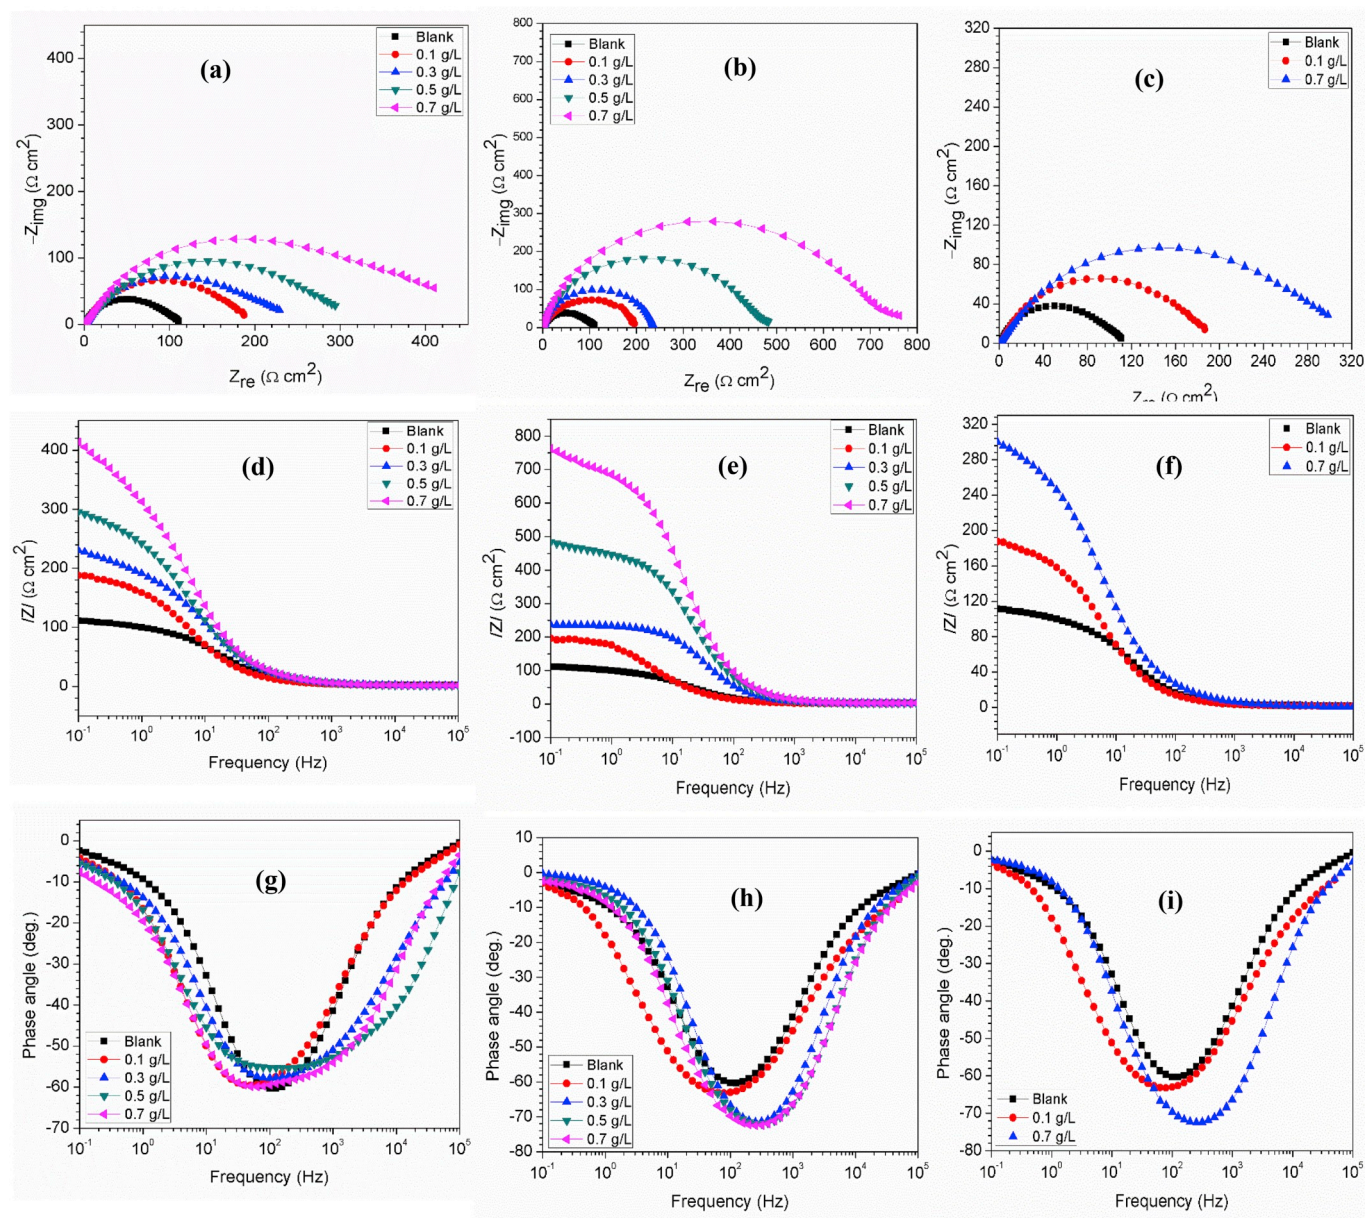 (a)
Blank
0.1 g/L
0.3 g/L
0.5 g/L
0.7 g/L
400
300
200
100
0
-Zimg (Ω cm2)
0 100 200 300 400
Zre (Ω cm2)
(b)
Blank
0.1 g/L
0.3 g/L
0.5 g/L
0.7 g/L
800
700
600
500
400
300
200
100
0
-Zimg (Ω cm2)
0 100 200 300 400 500 600 700 800
Zre (Ω cm2)
(c)
Blank
0.1 g/L
0.7 g/L
320
280
240
200
160
120
80
40
0
-Zimg (Ω cm2)
0 40 80 120 160 200 240 280 320
Zre (Ω cm2)
(d)
Blank
0.1 g/L
0.3 g/L
0.5 g/L
0.7 g/L
400
300
200
100
0
/Z/ (Ω cm2)
10-1 100 101 102 103 104 105
Frequency (Hz)
(e)
Blank
0.1 g/L
0.3 g/L
0.5 g/L
0.7 g/L
800
700
600
500
400
300
200
100
0
-100
/Z/ (Ω cm2)
10-1 100 101 102 103 104 105
Frequency (Hz)
(f)
Blank
0.1 g/L
0.7 g/L
320
280
240
200
160
120
80
40
0
/Z/ (Ω cm2)
10-1 100 101 102 103 104 105
Frequency (Hz)
(g)
Blank
0.1 g/L
0.3 g/L
0.5 g/L
0.7 g/L
0
-10
-20
-30
-40
-50
-60
-70
Phase angle (deg.)
10-1 100 101 102 103 104 105
Frequency (Hz)
(h)
Blank
0.1 g/L
0.3 g/L
0.5 g/L
0.7 g/L
10
0
-10
-20
-30
-40
-50
-60
-70
-80
Phase angle (deg.)
10-1 100 101 102 103 104 105
Frequency (Hz)
(i)
Blank
0.1 g/L
0.7 g/L
0
-10
-20
-30
-40
-50
-60
-70
-80
Phase angle (deg.)
10-1 100 101 102 103 104 105
Frequency (Hz)